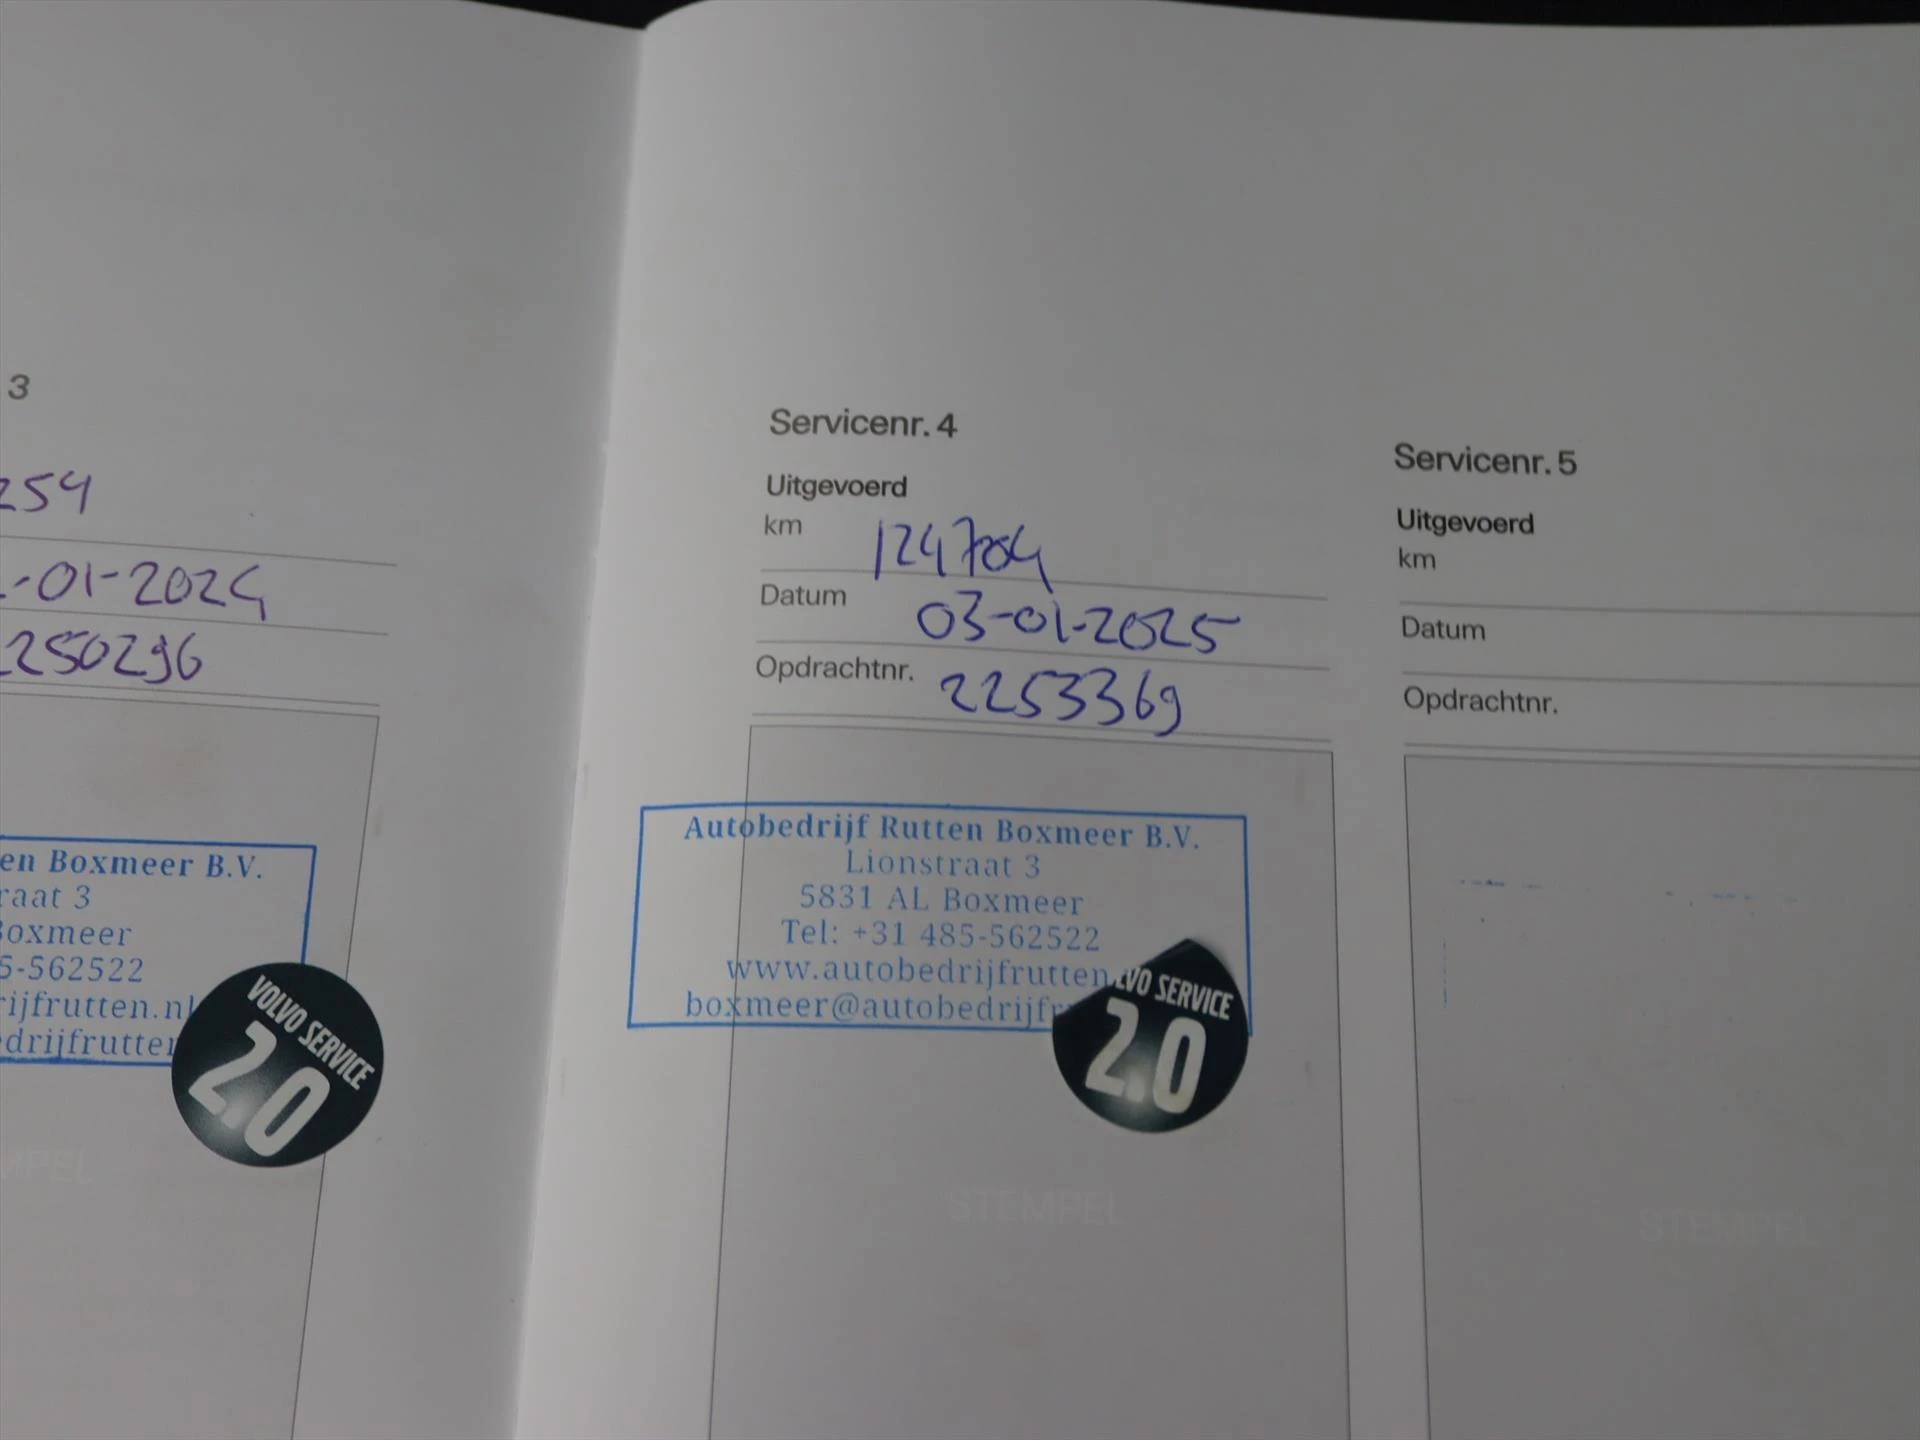 3
254
-01-2024
250296
en Boxmeer B.V.
raat 3
Boxmeer
5-562522
rijfrutten.nl
drijfrutten
VOLVO SERVICE
2.0
Servicenr. 4
Uitgevoerd
km 124704
Datum 03-01-2025
Opdrachtnr. 2253369
Autobedrijf Rutten Boxmeer B.V.
Lionstraat 3
5831 AL Boxmeer
Tel: +31 485-562522
www.autobedrijfrutten.
boxmeer@autobedrijfr
LVO SERVICE
2.0
STEMPEL
Servicenr. 5
Uitgevoerd
km
Datum
Opdrachtnr.
STEMPEL